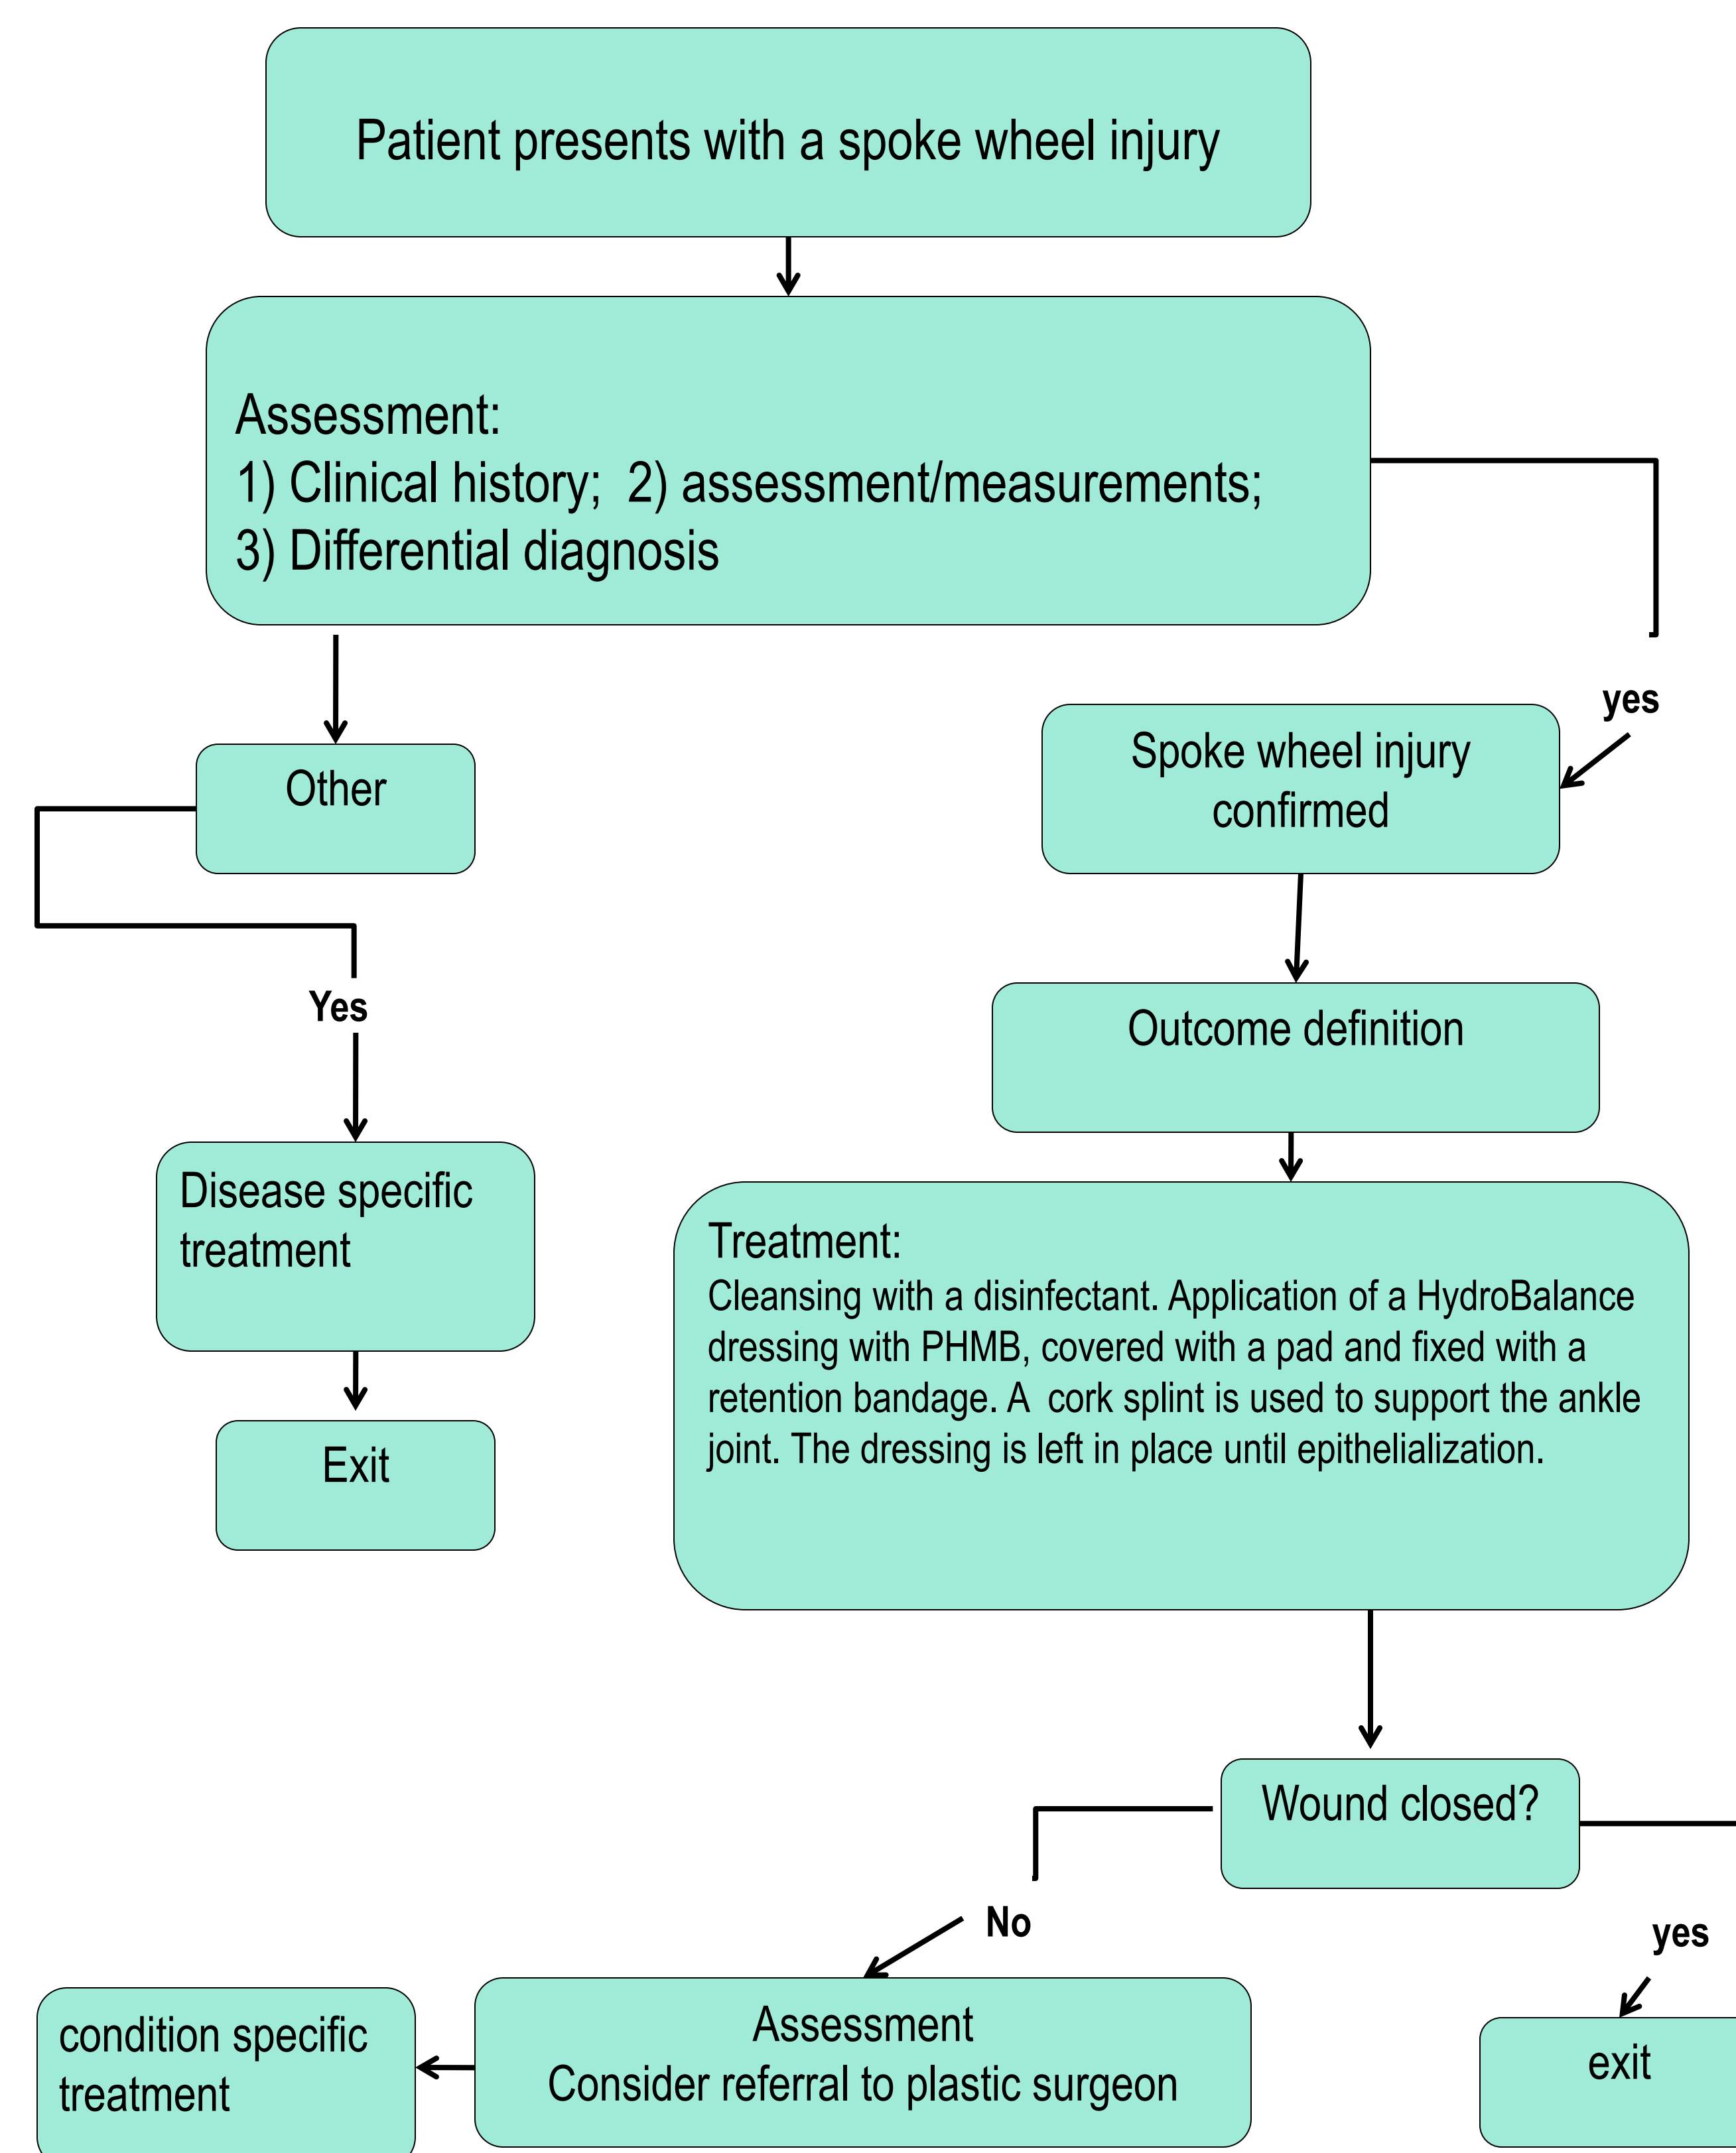 Patient presents with a spoke wheel injury
Assessment:
1) Clinical history;  2) assessment/measurements;
3) Differential diagnosis
yes
Spoke wheel injury
confirmed
Other
Yes
Outcome definition
Disease specific
treatment
Treatment:
Cleansing with a disinfectant. Application of a HydroBalance
dressing with PHMB, covered with a pad and fixed with a
retention bandage. A  cork splint is used to support the ankle
joint. The dressing is left in place until epithelialization.
Exit
Wound closed?
No
yes
Assessment
Consider referral to plastic surgeon
condition specific
treatment
exit